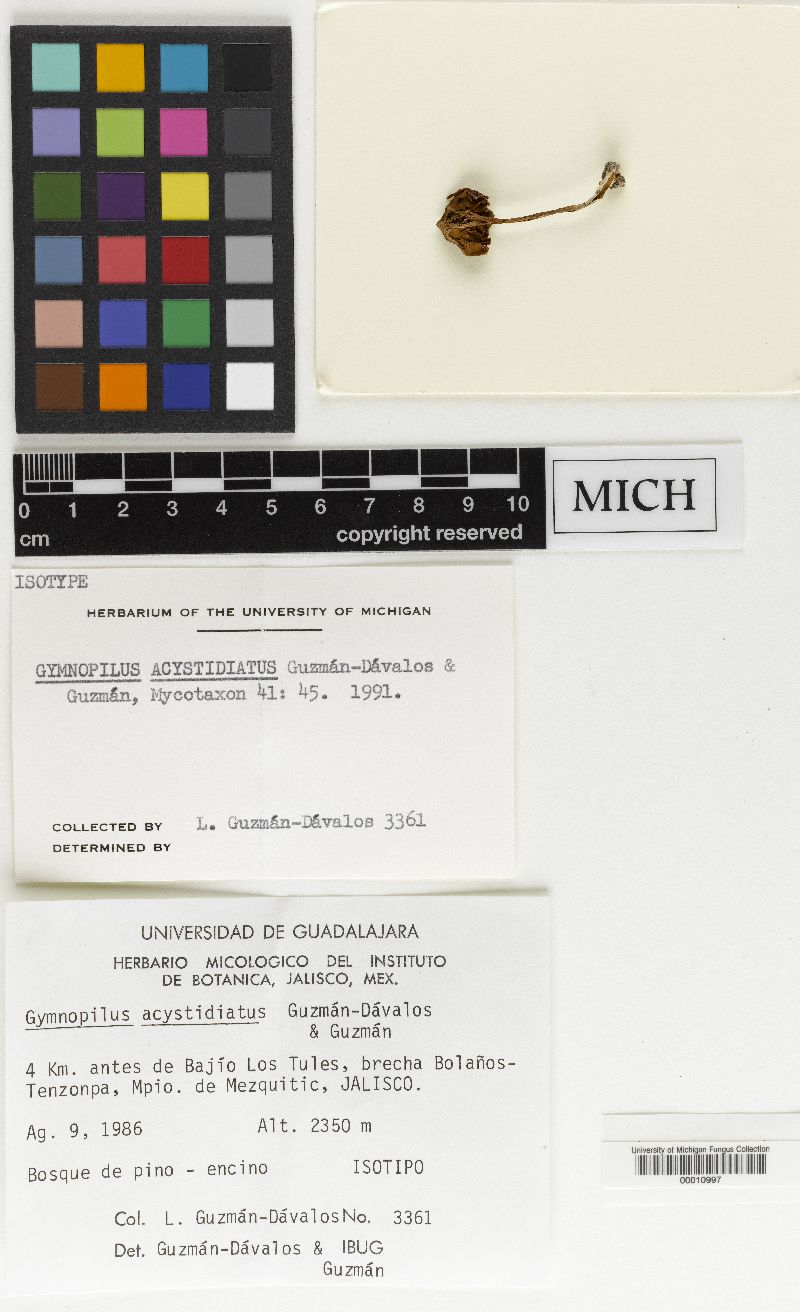 0 1 2 3 4 5 6 7 8 9 10
cm copyright reserved
MICH
ISOTYPE
HERBARIUM OF THE UNIVERSITY OF MICHIGAN
GYMNOPILUS ACYSTIDIATUS Guzmán-Dávalos &
Guzmán, Mycotaxon 41: 45. 1991.
COLLECTED BY L. Guzmán-Dávalos 3361
DETERMINED BY
UNIVERSIDAD DE GUADALAJARA
HERBARIO MICOLOGICO DEL INSTITUTO
DE BOTANICA, JALISCO, MEX.
Gymnopilus acystidiatus Guzmán-Dávalos
& Guzmán
4 Km. antes de Bajío Los Tules, brecha Bolaños-
Tenzonpa, Mpio. de Mezquitic, JALISCO.
Ag. 9, 1986 Alt. 2350 m
Bosque de pino - encino ISOTIPO
Col. L. Guzmán-Dávalos No. 3361
Det. Guzmán-Dávalos & IBUG
Guzmán
University of Michigan Fungus Collection
00010997